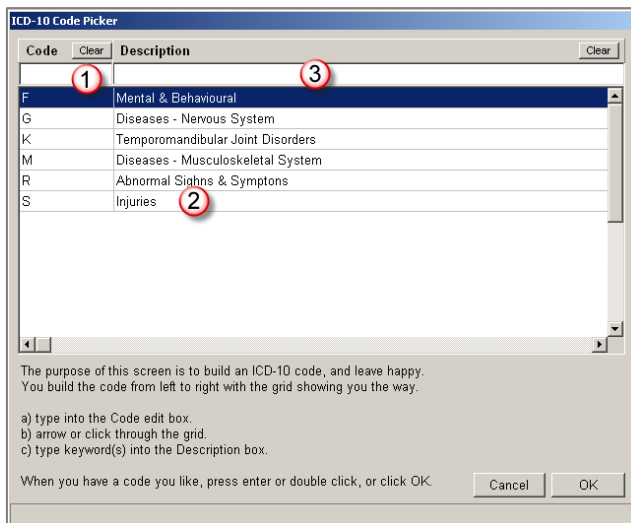 ICD-10 Code Picker
Code Clear Description Clear
1 3
F Mental & Behavioural
G Diseases - Nervous System
K Temporomandibular Joint Disorders
M Diseases - Musculoskeletal System
R Abnormal Sighns & Symptons
S Injuries 2
The purpose of this screen is to build an ICD-10 code, and leave happy.
You build the code from left to right with the grid showing you the way.
a) type into the Code edit box.
b) arrow or click through the grid.
c) type keyword(s) into the Description box.
When you have a code you like, press enter or double click, or click OK. Cancel OK